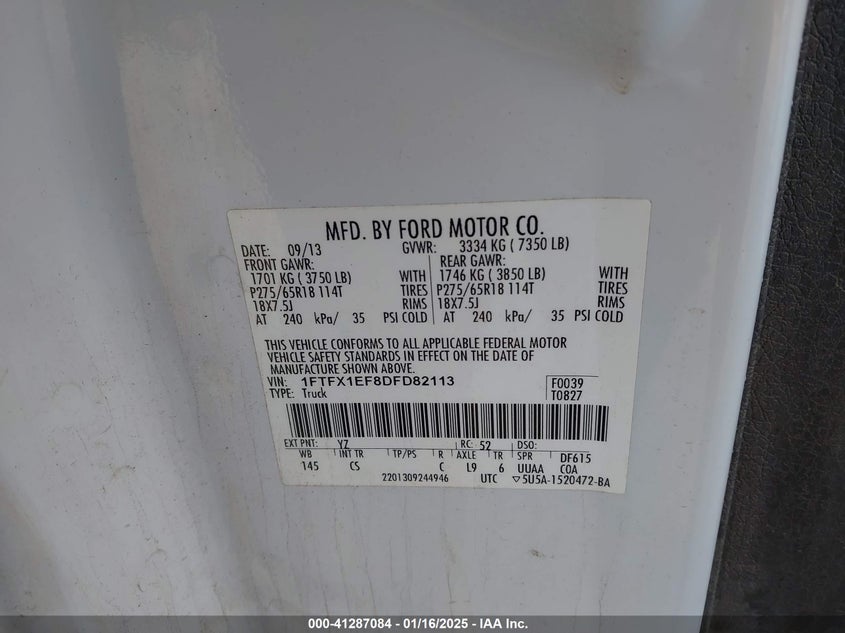 MFD. BY FORD MOTOR CO.
DATE: 09/13 GVWR: 3334 KG ( 7350 LB)
FRONT GAWR: REAR GAWR:
1701 KG ( 3750 LB) WITH 1746 KG ( 3850 LB) WITH
P275/65R18 114T TIRES P275/65R18 114T TIRES
18X7.5J RIMS 18X7.5J RIMS
AT 240 kPa/ 35 PSI COLD AT 240 kPa/ 35 PSI COLD
THIS VEHICLE CONFORMS TO ALL APPLICABLE FEDERAL MOTOR
VEHICLE SAFETY STANDARDS IN EFFECT ON THE DATE OF
MANUFACTURE SHOWN ABOVE.
VIN: 1FTFX1EF8DFD82113 F0039
TYPE: Truck T0827
EXT PNT: YZ RC: 52 DSO:
WB INT TR TP/PS R AXLE TR SPR DF615
145 CS C L9 6 UUAA COA
2201309244946 UTC ▽5U5A-1520472-BA
000-41287084 - 01/16/2025 - IAA Inc.